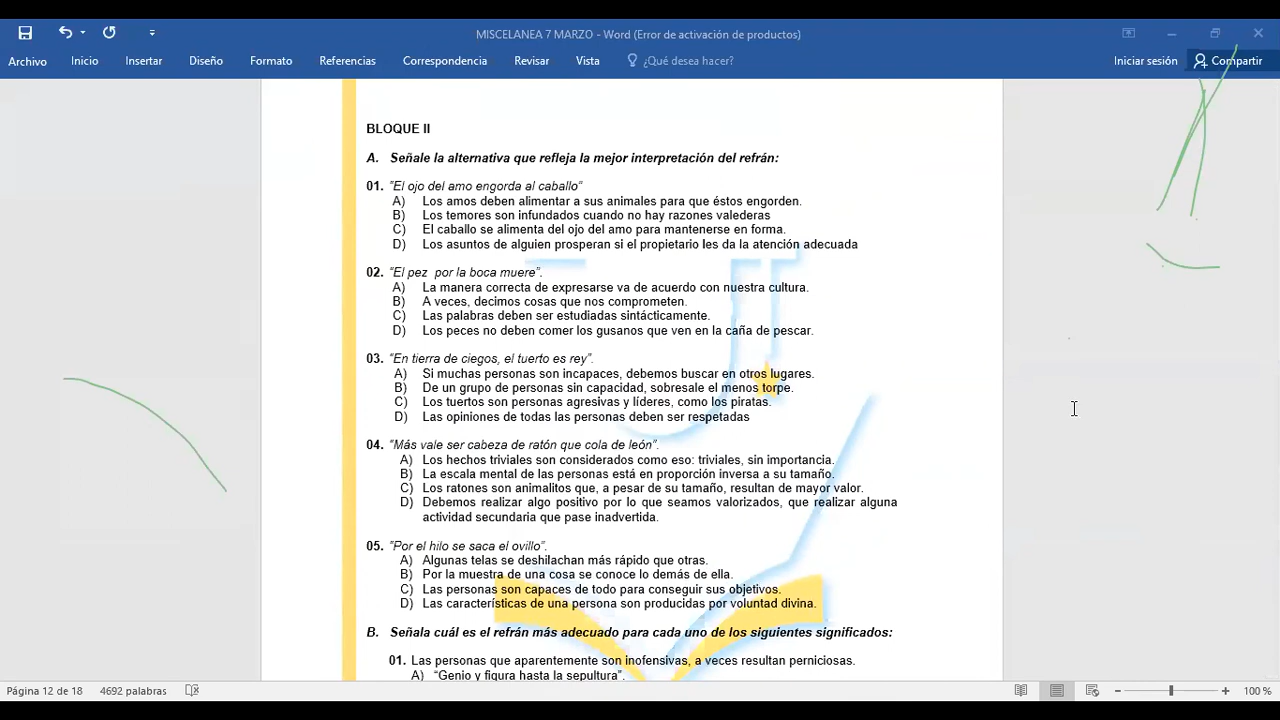 MISCELANEA 7 MARZO - Word (Error de activación de productos)
Archivo Inicio Insertar Diseño Formato Referencias Correspondencia Revisar Vista ¿Qué desea hacer? Iniciar sesión Compartir
BLOQUE II
A. Señale la alternativa que refleja la mejor interpretación del refrán:
01. "El ojo del amo engorda al caballo"
A) Los amos deben alimentar a sus animales para que éstos engorden.
B) Los temores son infundados cuando no hay razones valederas
C) El caballo se alimenta del ojo del amo para mantenerse en forma.
D) Los asuntos de alguien prosperan si el propietario les da la atención adecuada
02. "El pez por la boca muere".
A) La manera correcta de expresarse va de acuerdo con nuestra cultura.
B) A veces, decimos cosas que nos comprometen.
C) Las palabras deben ser estudiadas sintácticamente.
D) Los peces no deben comer los gusanos que ven en la caña de pescar.
03. "En tierra de ciegos, el tuerto es rey".
A) Si muchas personas son incapaces, debemos buscar en otros lugares.
B) De un grupo de personas sin capacidad, sobresale el menos torpe.
C) Los tuertos son personas agresivas y líderes, como los piratas.
D) Las opiniones de todas las personas deben ser respetadas
04. "Más vale ser cabeza de ratón que cola de león".
A) Los hechos triviales son considerados como eso: triviales, sin importancia.
B) La escala mental de las personas está en proporción inversa a su tamaño.
C) Los ratones son animalitos que, a pesar de su tamaño, resultan de mayor valor.
D) Debemos realizar algo positivo por lo que seamos valorizados, que realizar alguna
actividad secundaria que pase inadvertida.
05. "Por el hilo se saca el ovillo".
A) Algunas telas se deshilachan más rápido que otras.
B) Por la muestra de una cosa se conoce lo demás de ella.
C) Las personas son capaces de todo para conseguir sus objetivos.
D) Las características de una persona son producidas por voluntad divina.
B. Señala cuál es el refrán más adecuado para cada uno de los siguientes significados:
01. Las personas que aparentemente son inofensivas, a veces resultan perniciosas.
A) "Genio y figura hasta la sepultura".
Página 12 de 18 4692 palabras 100 %